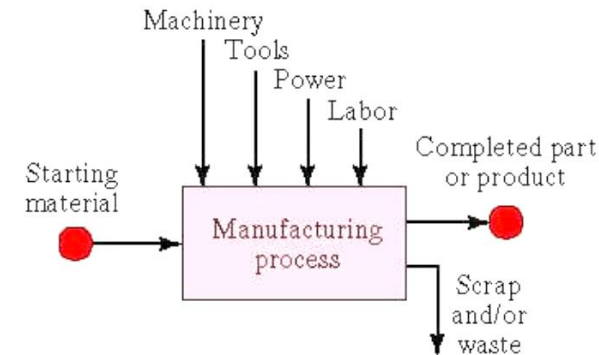 Machinery
Tools
Power
Labor
Starting
material
Manufacturing
process
Completed part
or product
Scrap
and/or
waste